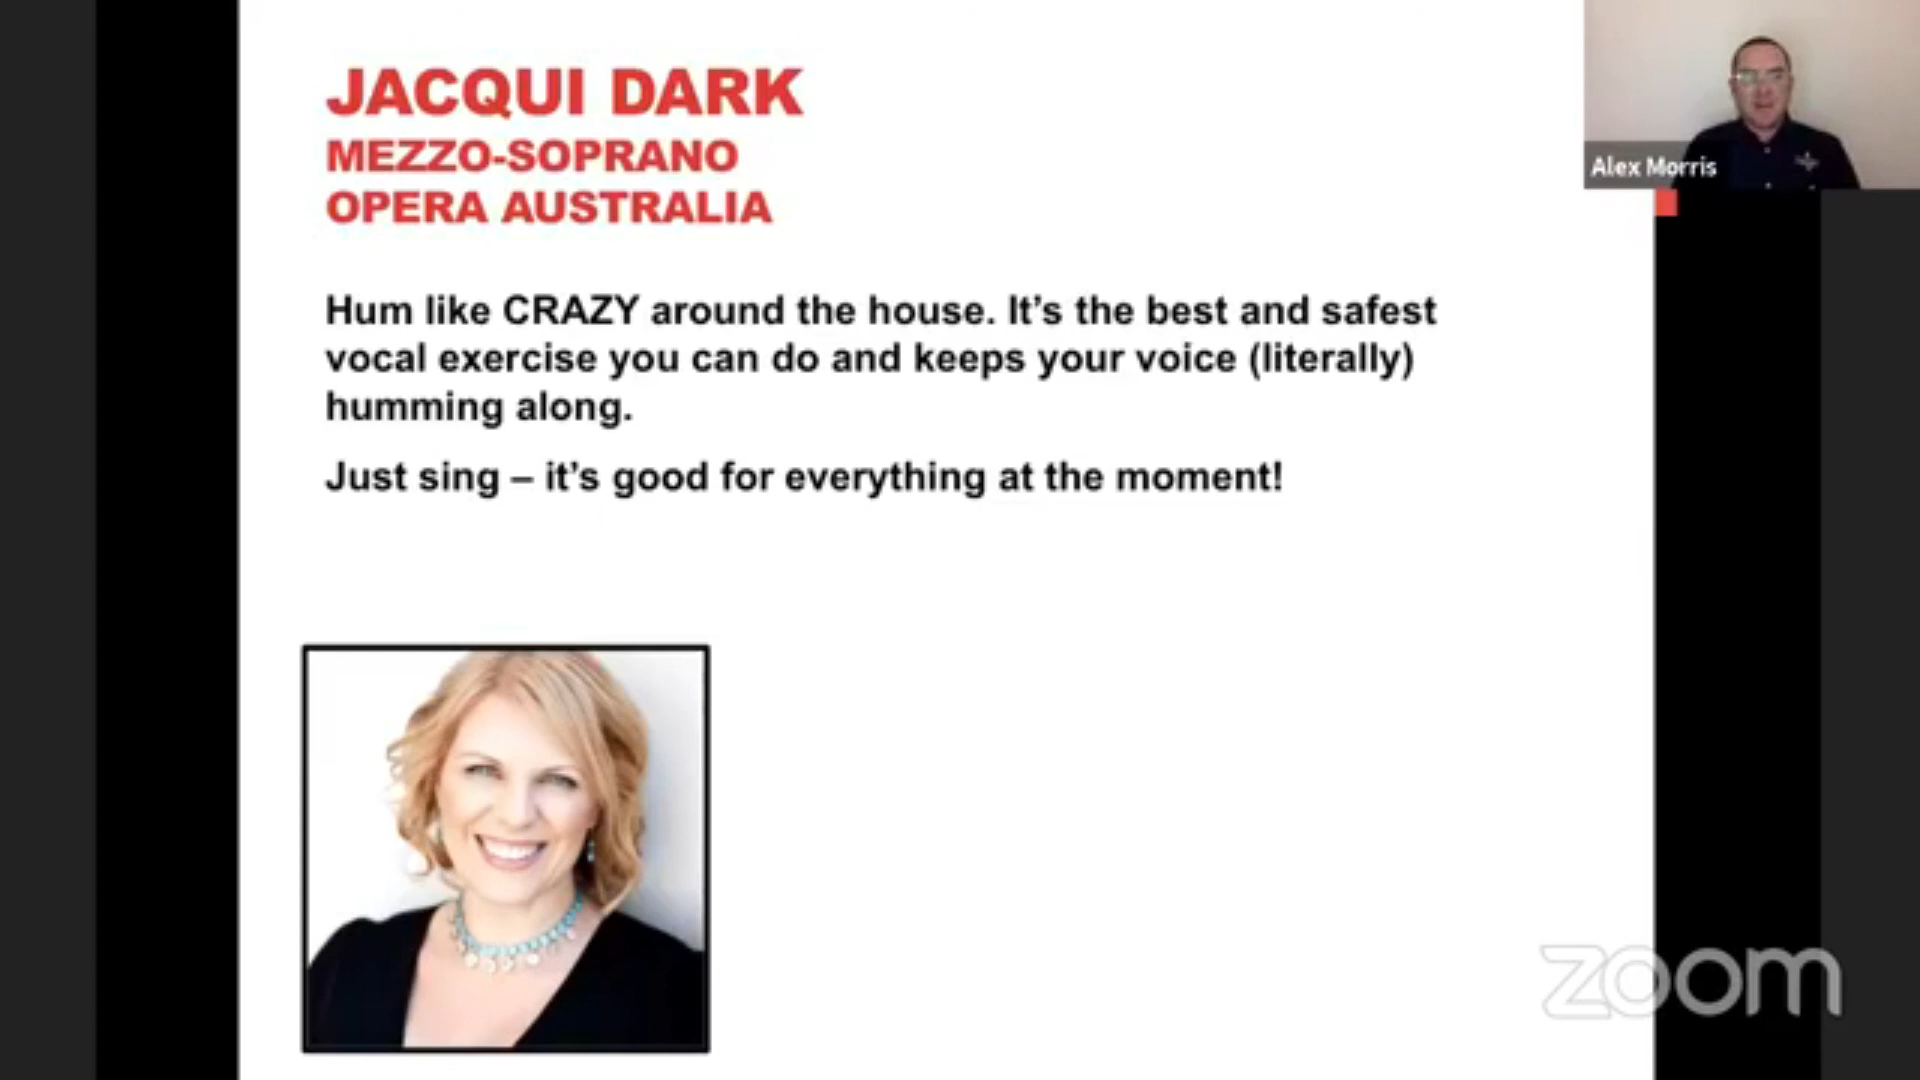 JACQUI DARK
MEZZO-SOPRANO
OPERA AUSTRALIA
Hum like CRAZY around the house. It’s the best and safest
vocal exercise you can do and keeps your voice (literally)
humming along.
Just sing – it’s good for everything at the moment!
Alex Morris
zoom